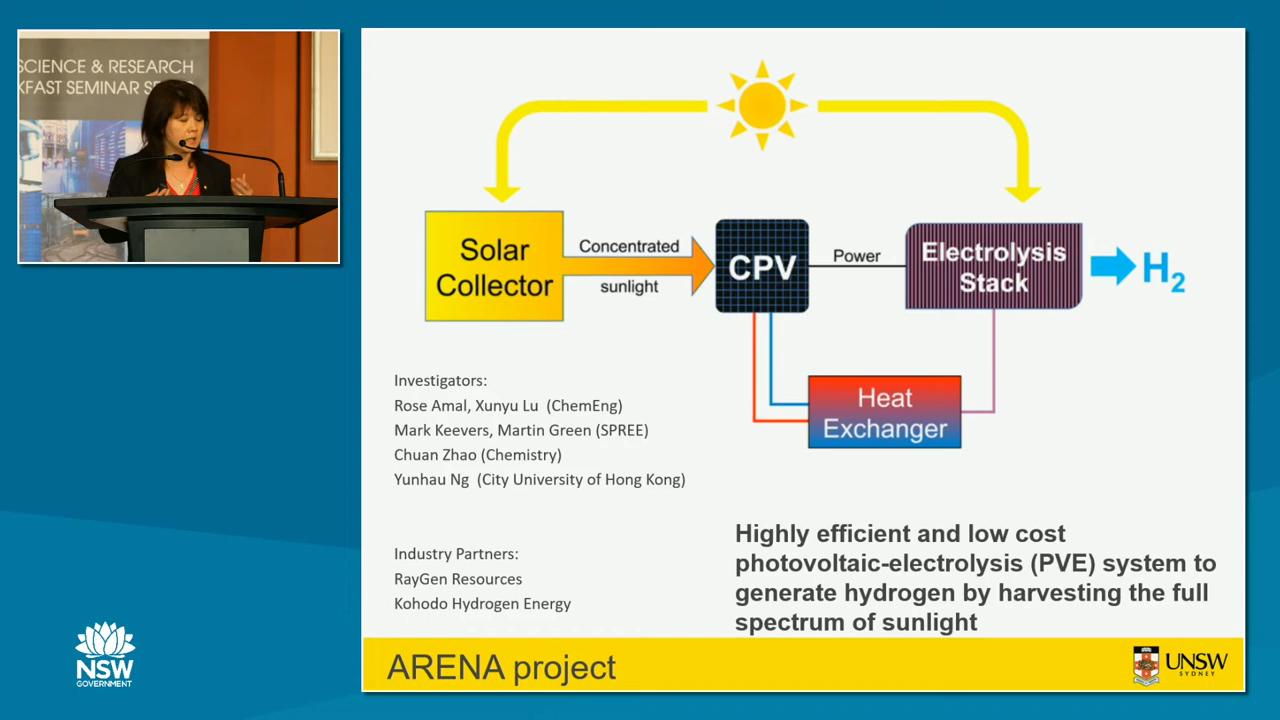 SCIENCE & RESEARCH
KFAST SEMINAR SE
Solar
Collector
Concentrated
sunlight
CPV
Power
Electrolysis
Stack
H2
Heat
Exchanger
Investigators:
Rose Amal, Xunyu Lu (ChemEng)
Mark Keevers, Martin Green (SPREE)
Chuan Zhao (Chemistry)
Yunhau Ng (City University of Hong Kong)
Industry Partners:
RayGen Resources
Kohodo Hydrogen Energy
Highly efficient and low cost
photovoltaic-electrolysis (PVE) system to
generate hydrogen by harvesting the full
spectrum of sunlight
ARENA project
UNSW
SYDNEY
NSW
GOVERNMENT